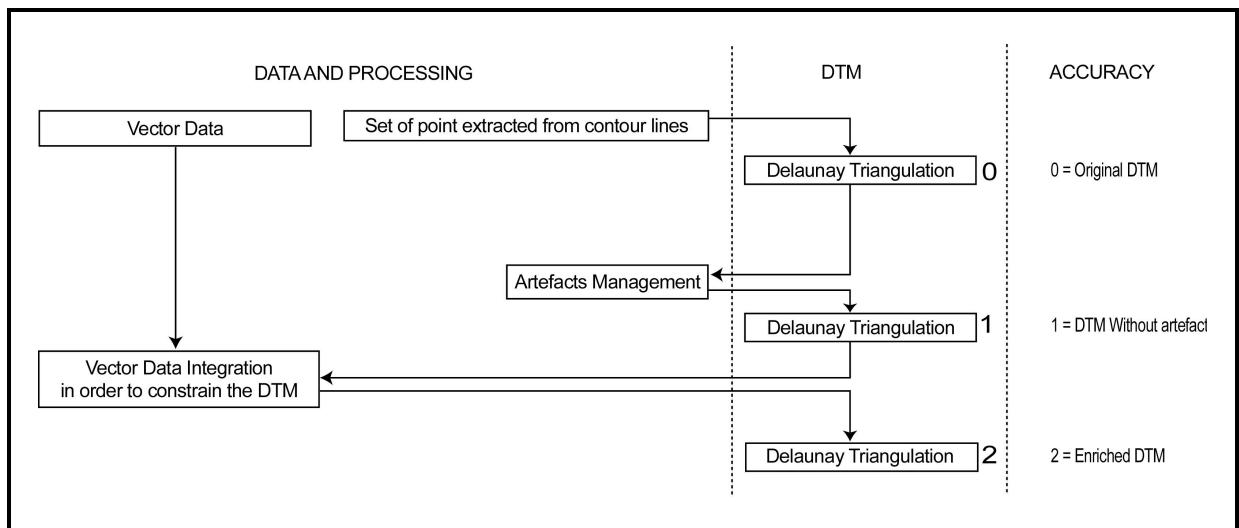 DATA AND PROCESSING
DTM
ACCURACY
Vector Data
Set of point extracted from contour lines
Delaunay Triangulation
0
0 = Original DTM
Artefacts Management
Delaunay Triangulation
1
1 = DTM Without artefact
Vector Data Integration
in order to constrain the DTM
Delaunay Triangulation
2
2 = Enriched DTM